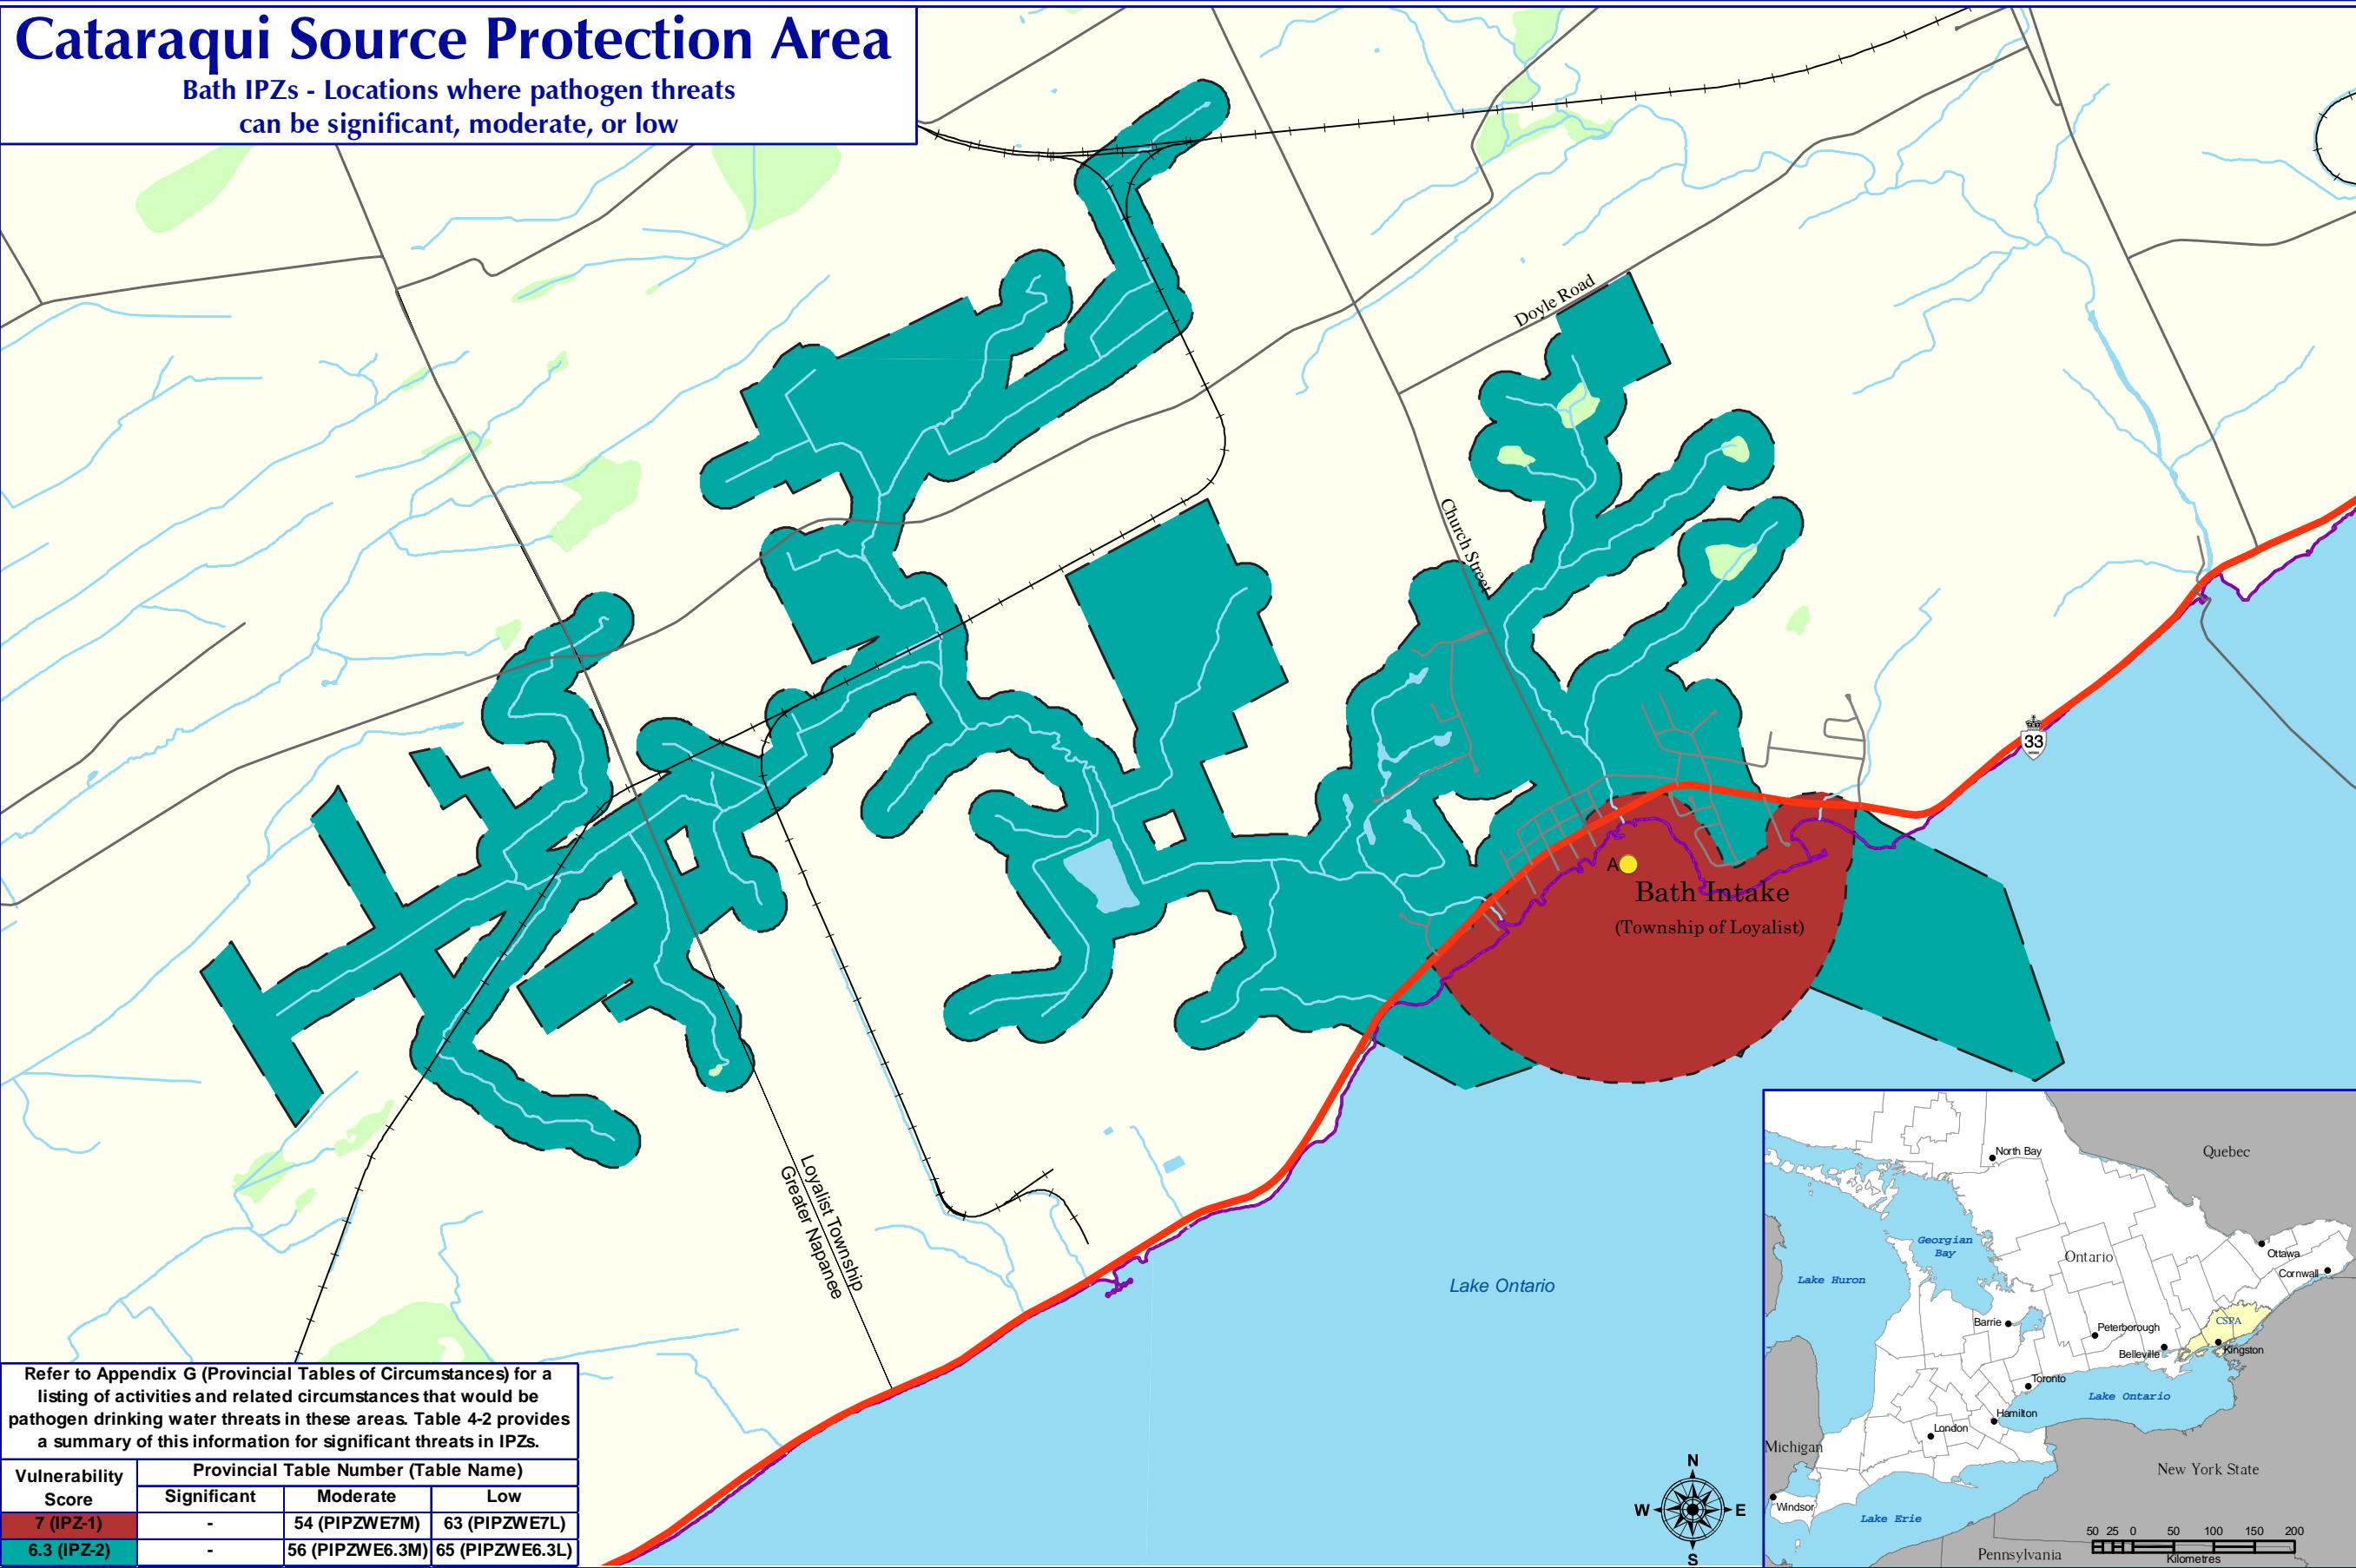 Cataraqui Source Protection Area
Bath IPZs - Locations where pathogen threats
can be significant, moderate, or low
Doyle Road
Church Street
33
A
Bath Intake
(Township of Loyalist)
Loyalist Township
Greater Napanee
Lake Ontario
Refer to Appendix G (Provincial Tables of Circumstances) for a
listing of activities and related circumstances that would be
pathogen drinking water threats in these areas. Table 4-2 provides
a summary of this information for significant threats in IPZs.
Vulnerability Score
Provincial Table Number (Table Name)
Significant Moderate Low
7 (IPZ-1) - 54 (PIPZWE7M) 63 (PIPZWE7L)
6.3 (IPZ-2) - 56 (PIPZWE6.3M) 65 (PIPZWE6.3L)
N
W E
S
North Bay
Quebec
Georgian
Bay
Ontario
Ottawa
Lake Huron
Cornwall
CSPA
Barrie
Peterborough
Belleville
Kingston
Toronto
Lake Ontario
Hamilton
London
Michigan
New York State
Windsor
Lake Erie
Pennsylvania
50 25 0 50 100 150 200
Kilometres